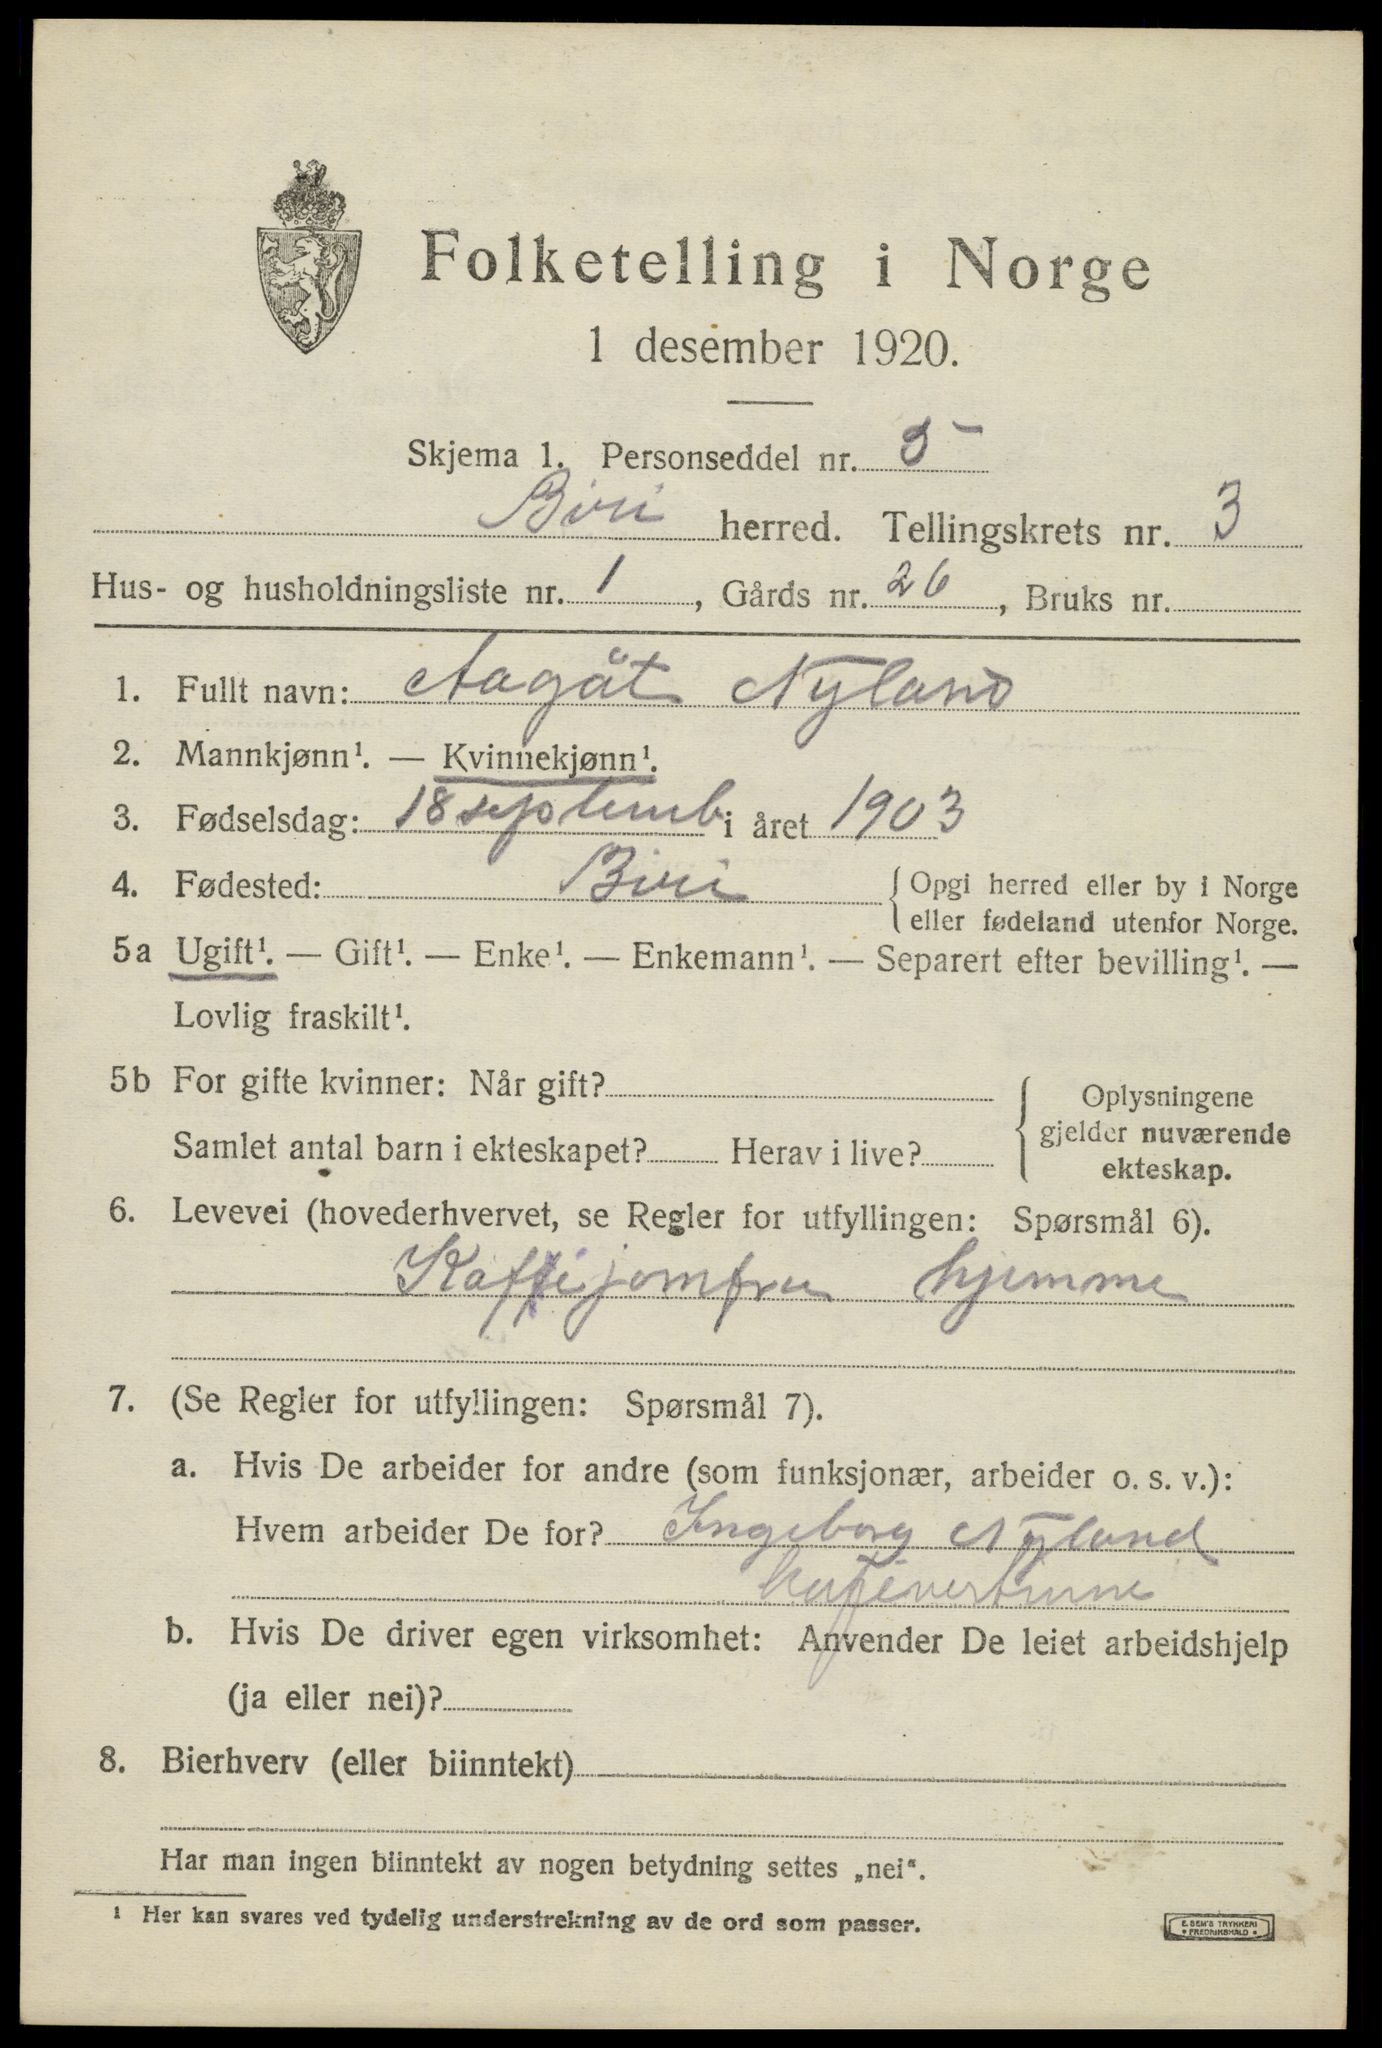 Folketelling i Norge
1 desember 1920.
Skjema 1. Personseddel nr. 5
Biri herred. Tellingskrets nr. 3
Hus- og husholdningsliste nr. 1, Gårds nr. 26, Bruks nr.
1. Fullt navn: Aagåt Nyland
2. Mannkjønn¹. — Kvinnekjønn¹.
3. Fødselsdag: 18 septemb i året 1903
4. Fødested: Biri {Opgi herred eller by i Norge
eller fødeland utenfor Norge.
5a Ugift¹. — Gift¹. — Enke¹. — Enkemann¹. — Separert efter bevilling¹. —
Lovlig fraskilt¹.
5b For gifte kvinner: Når gift?
Samlet antal barn i ekteskapet? Herav i live?
Oplysningene
gjelder nuværende
ekteskap.
6. Levevei (hovederhvervet, se Regler for utfyllingen: Spørsmål 6).
Kaffijomfru hjemme
7. (Se Regler for utfyllingen: Spørsmål 7).
a. Hvis De arbeider for andre (som funksjonær, arbeider o. s. v.):
Hvem arbeider De for? Ingeborg Nyland
kafévertinne
b. Hvis De driver egen virksomhet: Anvender De leiet arbeidshjelp
(ja eller nei)?
8. Bierhverv (eller biinntekt)
Har man ingen biinntekt av nogen betydning settes „nei“.
¹ Her kan svares ved tydelig understrekning av de ord som passer.
E. SEM'S TRYKKERI
• FREDRIKSHALD •